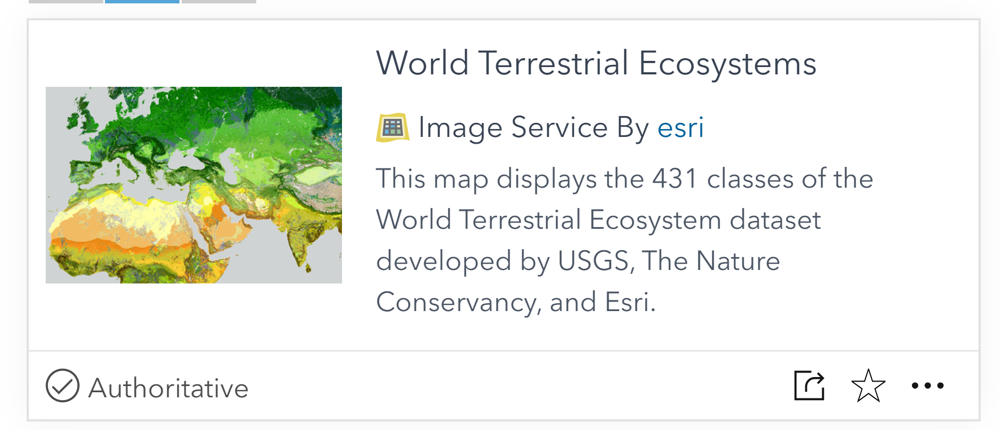 World Terrestrial Ecosystems
Image Service By esri
This map displays the 431 classes of the
World Terrestrial Ecosystem dataset
developed by USGS, The Nature
Conservancy, and Esri.
Authoritative